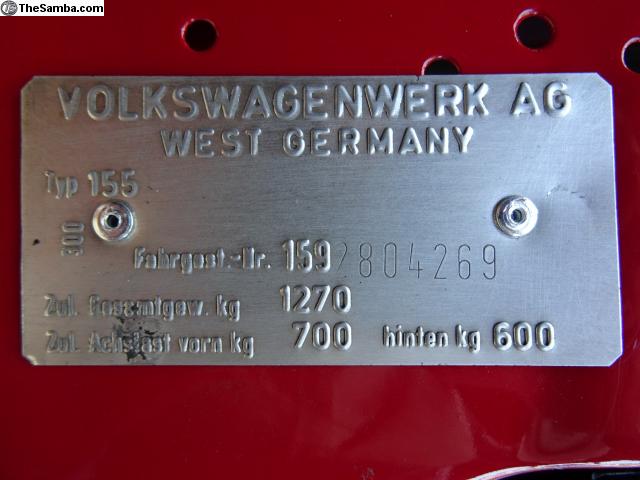 TheSamba.com
VOLKSWAGENWERK AG
WEST GERMANY
Typ 155
300
Fahrgest.-Nr. 1592804269
Zul. Gesamtgew. kg 1270
Zul. Achslast vorn kg 700 hinten kg 600